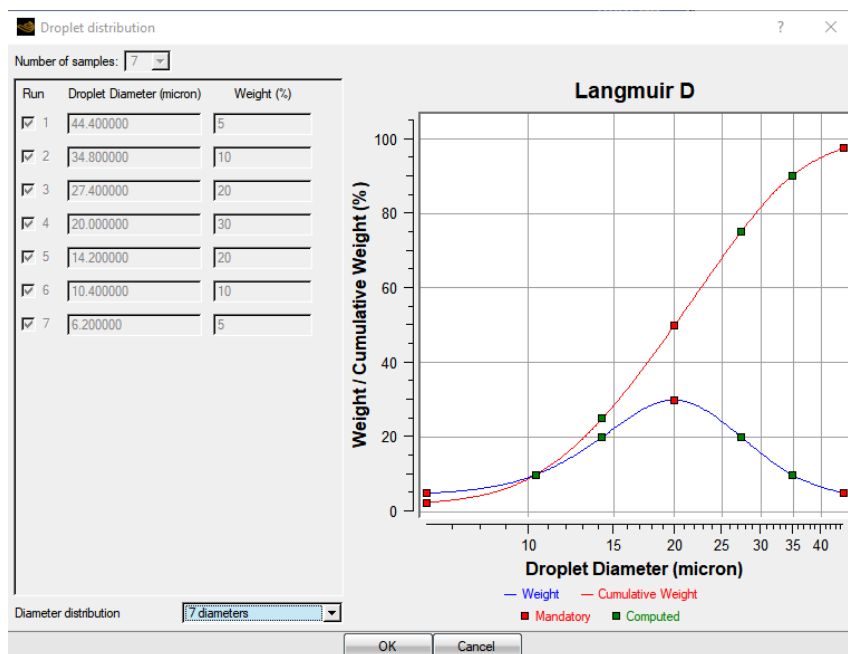 Droplet distribution ? ×
Number of samples: 7
Run Droplet Diameter (micron) Weight (%)
1 44.400000 5
2 34.800000 10
3 27.400000 20
4 20.000000 30
5 14.200000 20
6 10.400000 10
7 6.200000 5
Diameter distribution 7 diameters
Langmuir D
Weight / Cumulative Weight (%)
100
80
60
40
20
0
10 15 20 25 30 35 40
Droplet Diameter (micron)
Weight Cumulative Weight
Mandatory Computed
OK Cancel